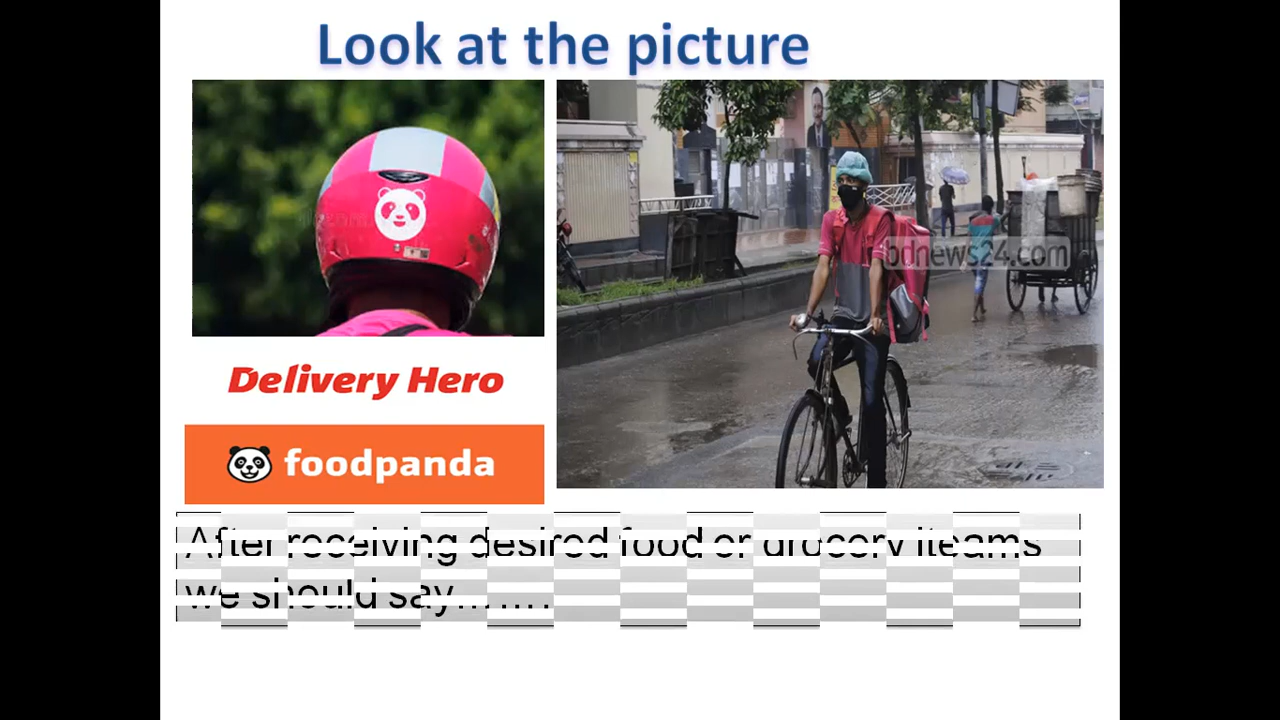 Look at the picture
bdnews24.com
Delivery Hero
foodpanda
After receiving desired food or grocery iteams
we should say.......